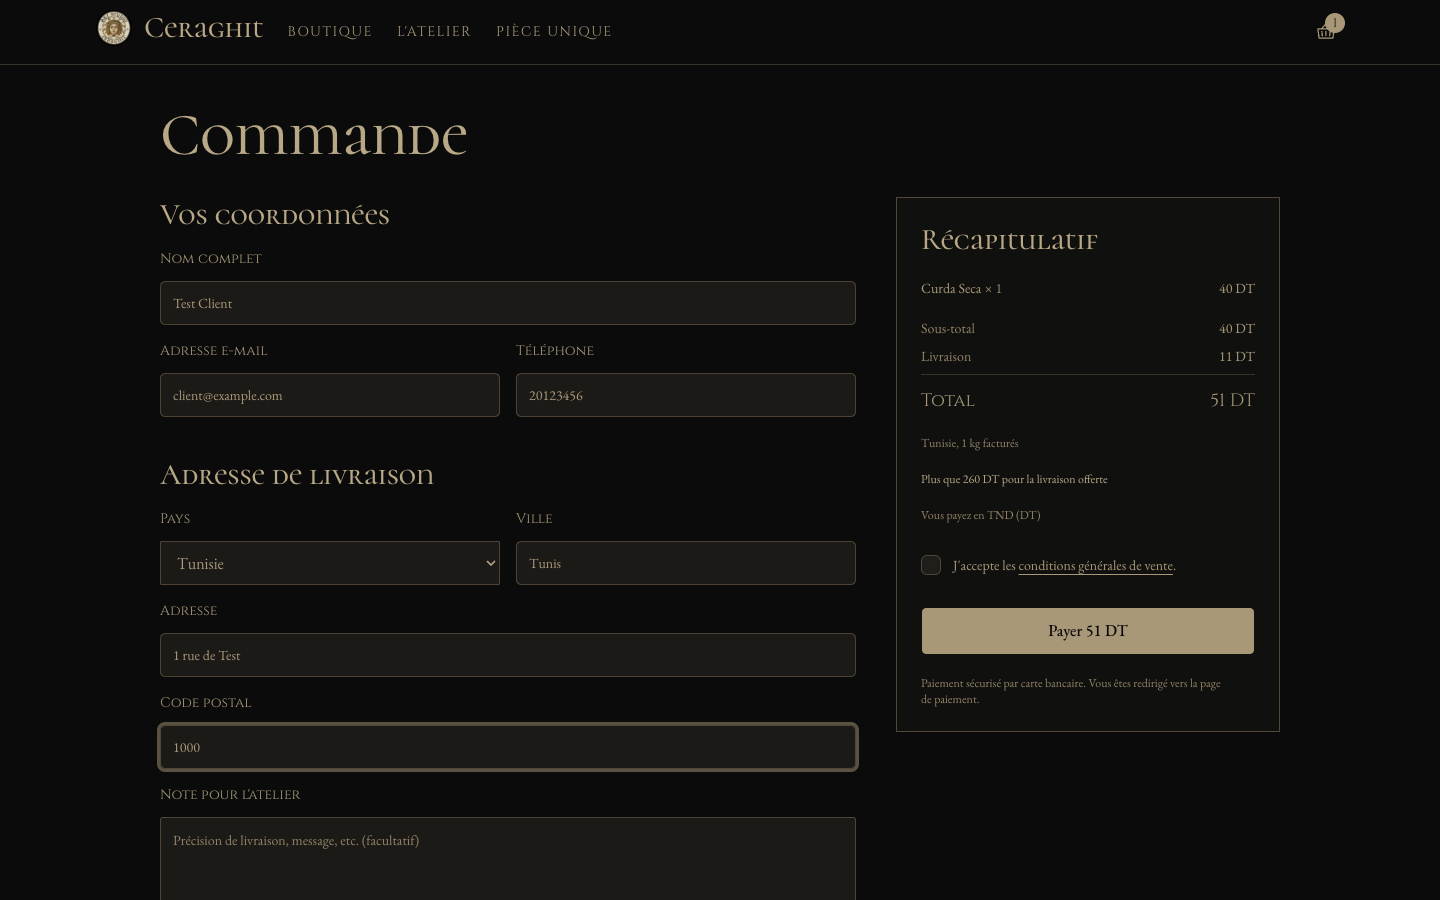 Ceraghit BOUTIQUE L'ATELIER PIÈCE UNIQUE 1
Commande
Vos coordonnées
Nom complet
Test Client
Adresse e-mail Téléphone
client@example.com 20123456
Adresse de livraison
Pays Ville
Tunisie Tunis
Adresse
1 rue de Test
Code postal
1000
Note pour l'atelier
Précision de livraison, message, etc. (facultatif)
Récapitulatif
Curda Seca × 1 40 DT
Sous-total 40 DT
Livraison 11 DT
Total 51 DT
Tunisie, 1 kg facturés
Plus que 260 DT pour la livraison offerte
Vous payez en TND (DT)
J'accepte les conditions générales de vente.
Payer 51 DT
Paiement sécurisé par carte bancaire. Vous êtes redirigé vers la page
de paiement.